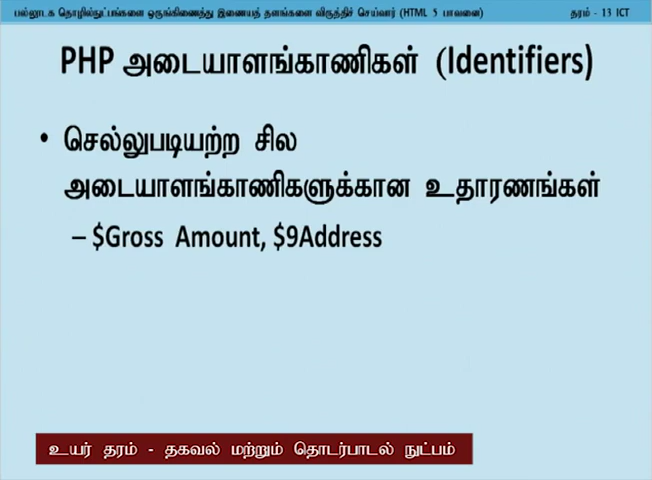 பல்லூடக தொழில்நுட்பங்களை ஒருங்கிணைத்து இணையத் தளங்களை விருத்திச் செய்வார் (HTML 5 பாவனை) தரம் - 13 ICT
PHP அடையாளங்காணிகள் (Identifiers)
• செல்லுபடியற்ற சில
அடையாளங்காணிகளுக்கான உதாரணங்கள்
– $Gross Amount, $9Address
உயர் தரம் - தகவல் மற்றும் தொடர்பாடல் நுட்பம்